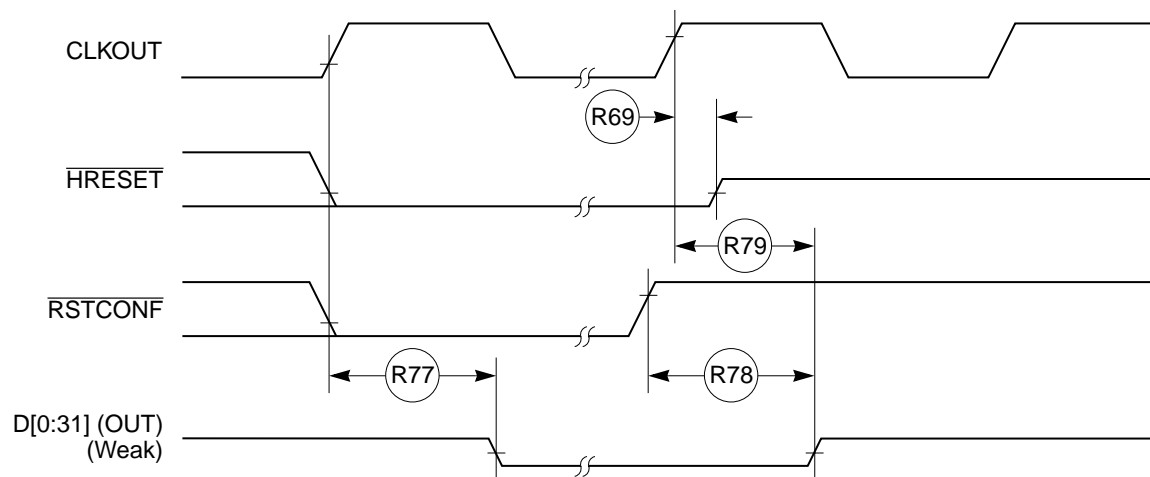 CLKOUT
R69
HRESET
R79
RSTCONF
R77
R78
D[0:31] (OUT)
(Weak)